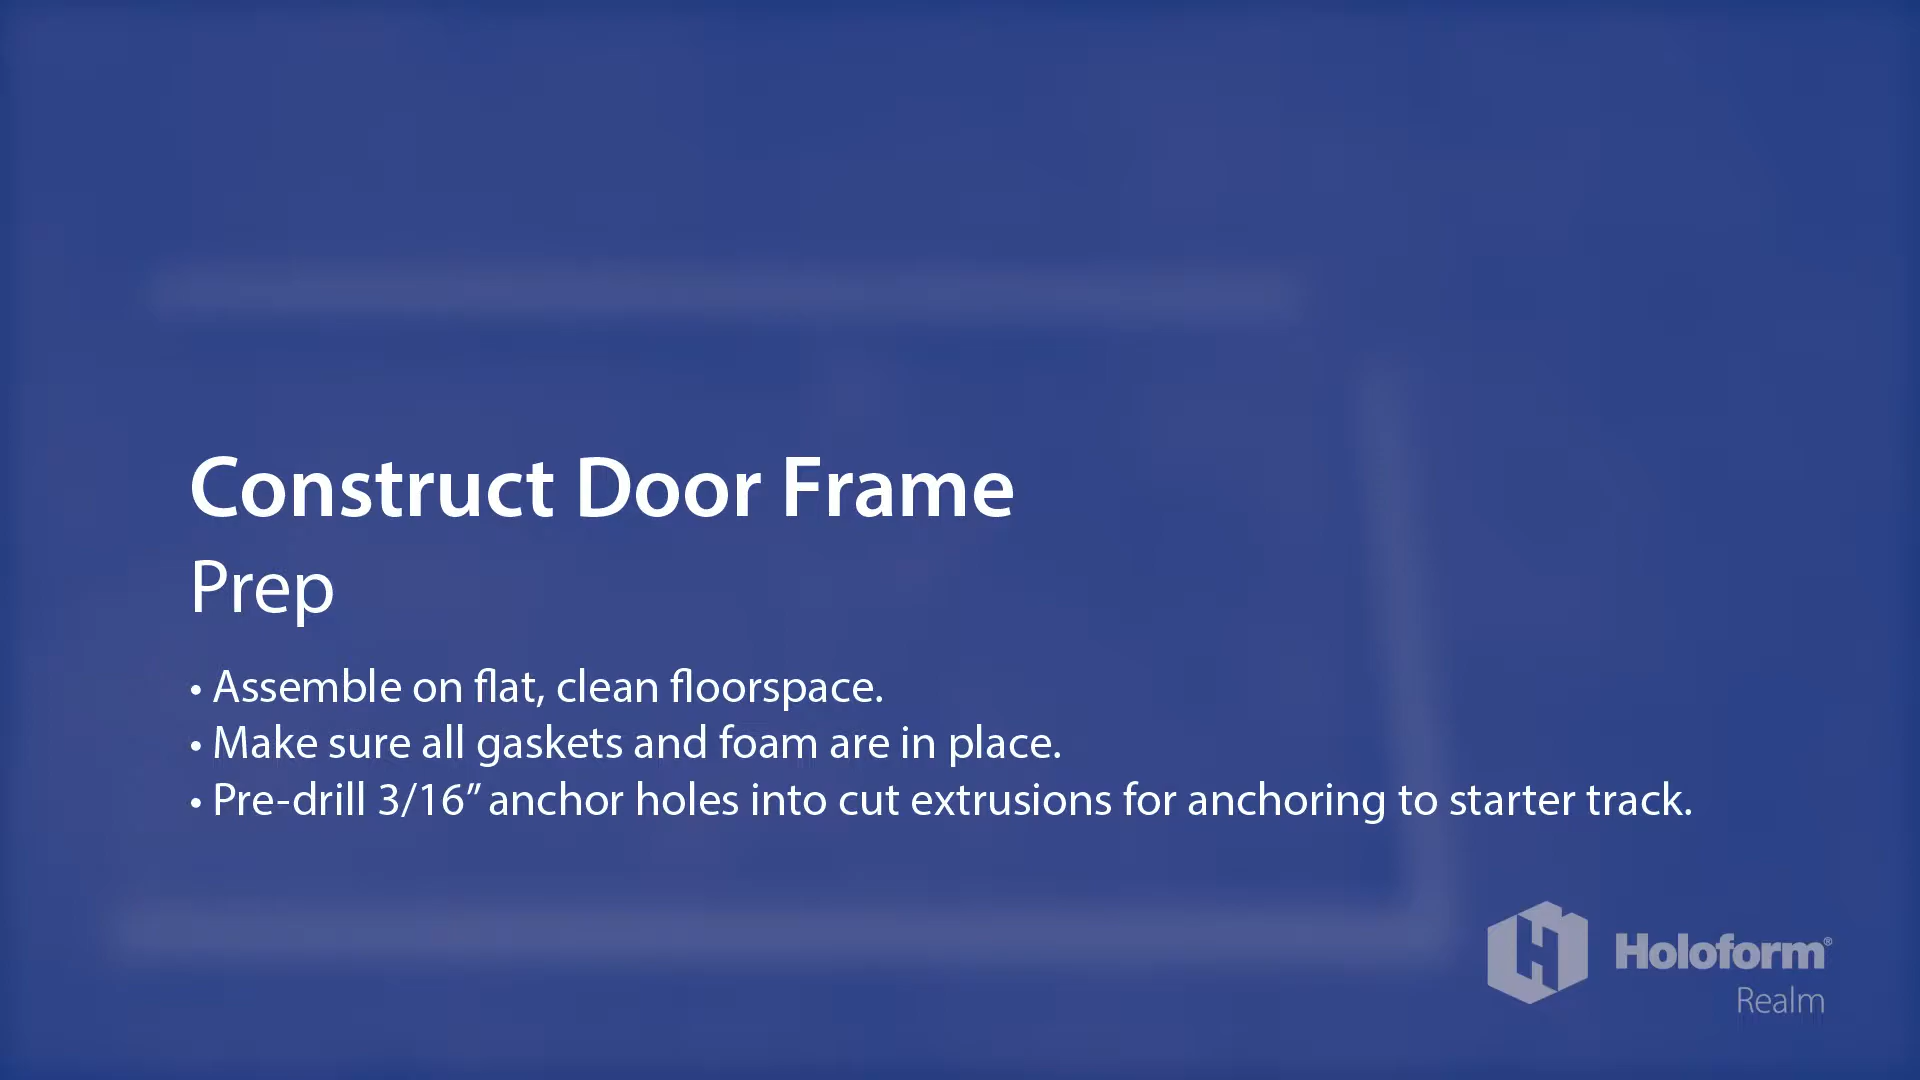 Construct Door Frame
Prep
• Assemble on flat, clean floorspace.
• Make sure all gaskets and foam are in place.
• Pre-drill 3/16” anchor holes into cut extrusions for anchoring to starter track.
Holoform®
Realm